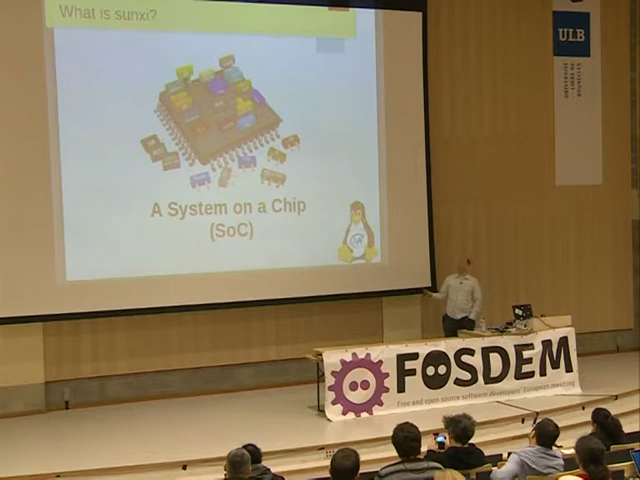 What is sunxi?
A System on a Chip
(SoC)
ULB
FOSDEM
Free and open source software developers' European meeting